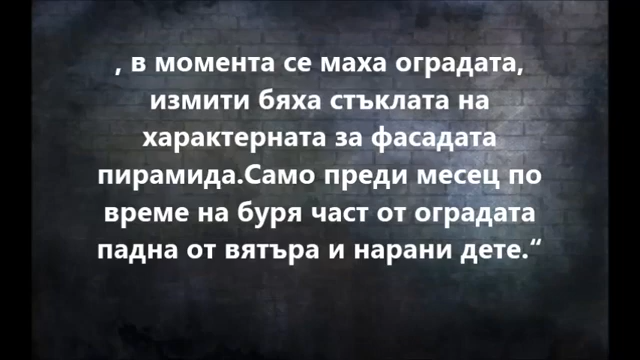 , в момента се маха оградата,
измити бяха стъклата на
характерната за фасадата
пирамида.Само преди месец по
време на буря част от оградата
падна от вятъра и нарани дете.“